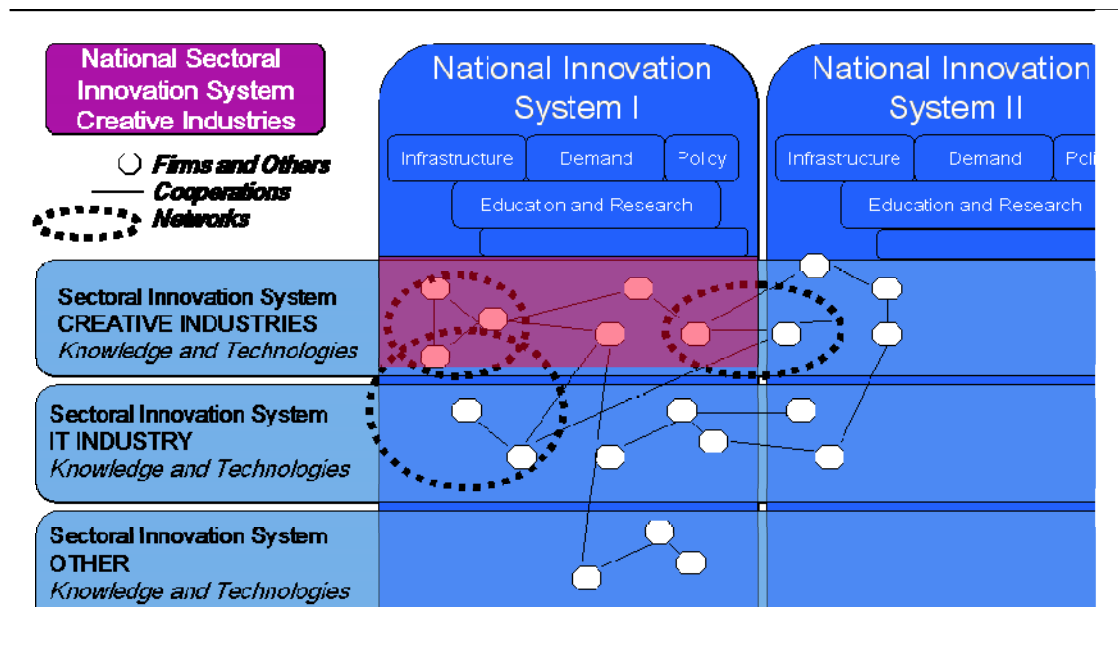 National Sectoral
Innovation System
Creative Industries
Firms and Others
Cooperations
Networks
National Innovation
System I
Infrastructure
Demand
Policy
Education and Research
National Innovation
System II
Infrastructure
Demand
Poli
Education and Research
Sectoral Innovation System
CREATIVE INDUSTRIES
Knowledge and Technologies
Sectoral Innovation System
IT INDUSTRY
Knowledge and Technologies
Sectoral Innovation System
OTHER
Knowledge and Technologies